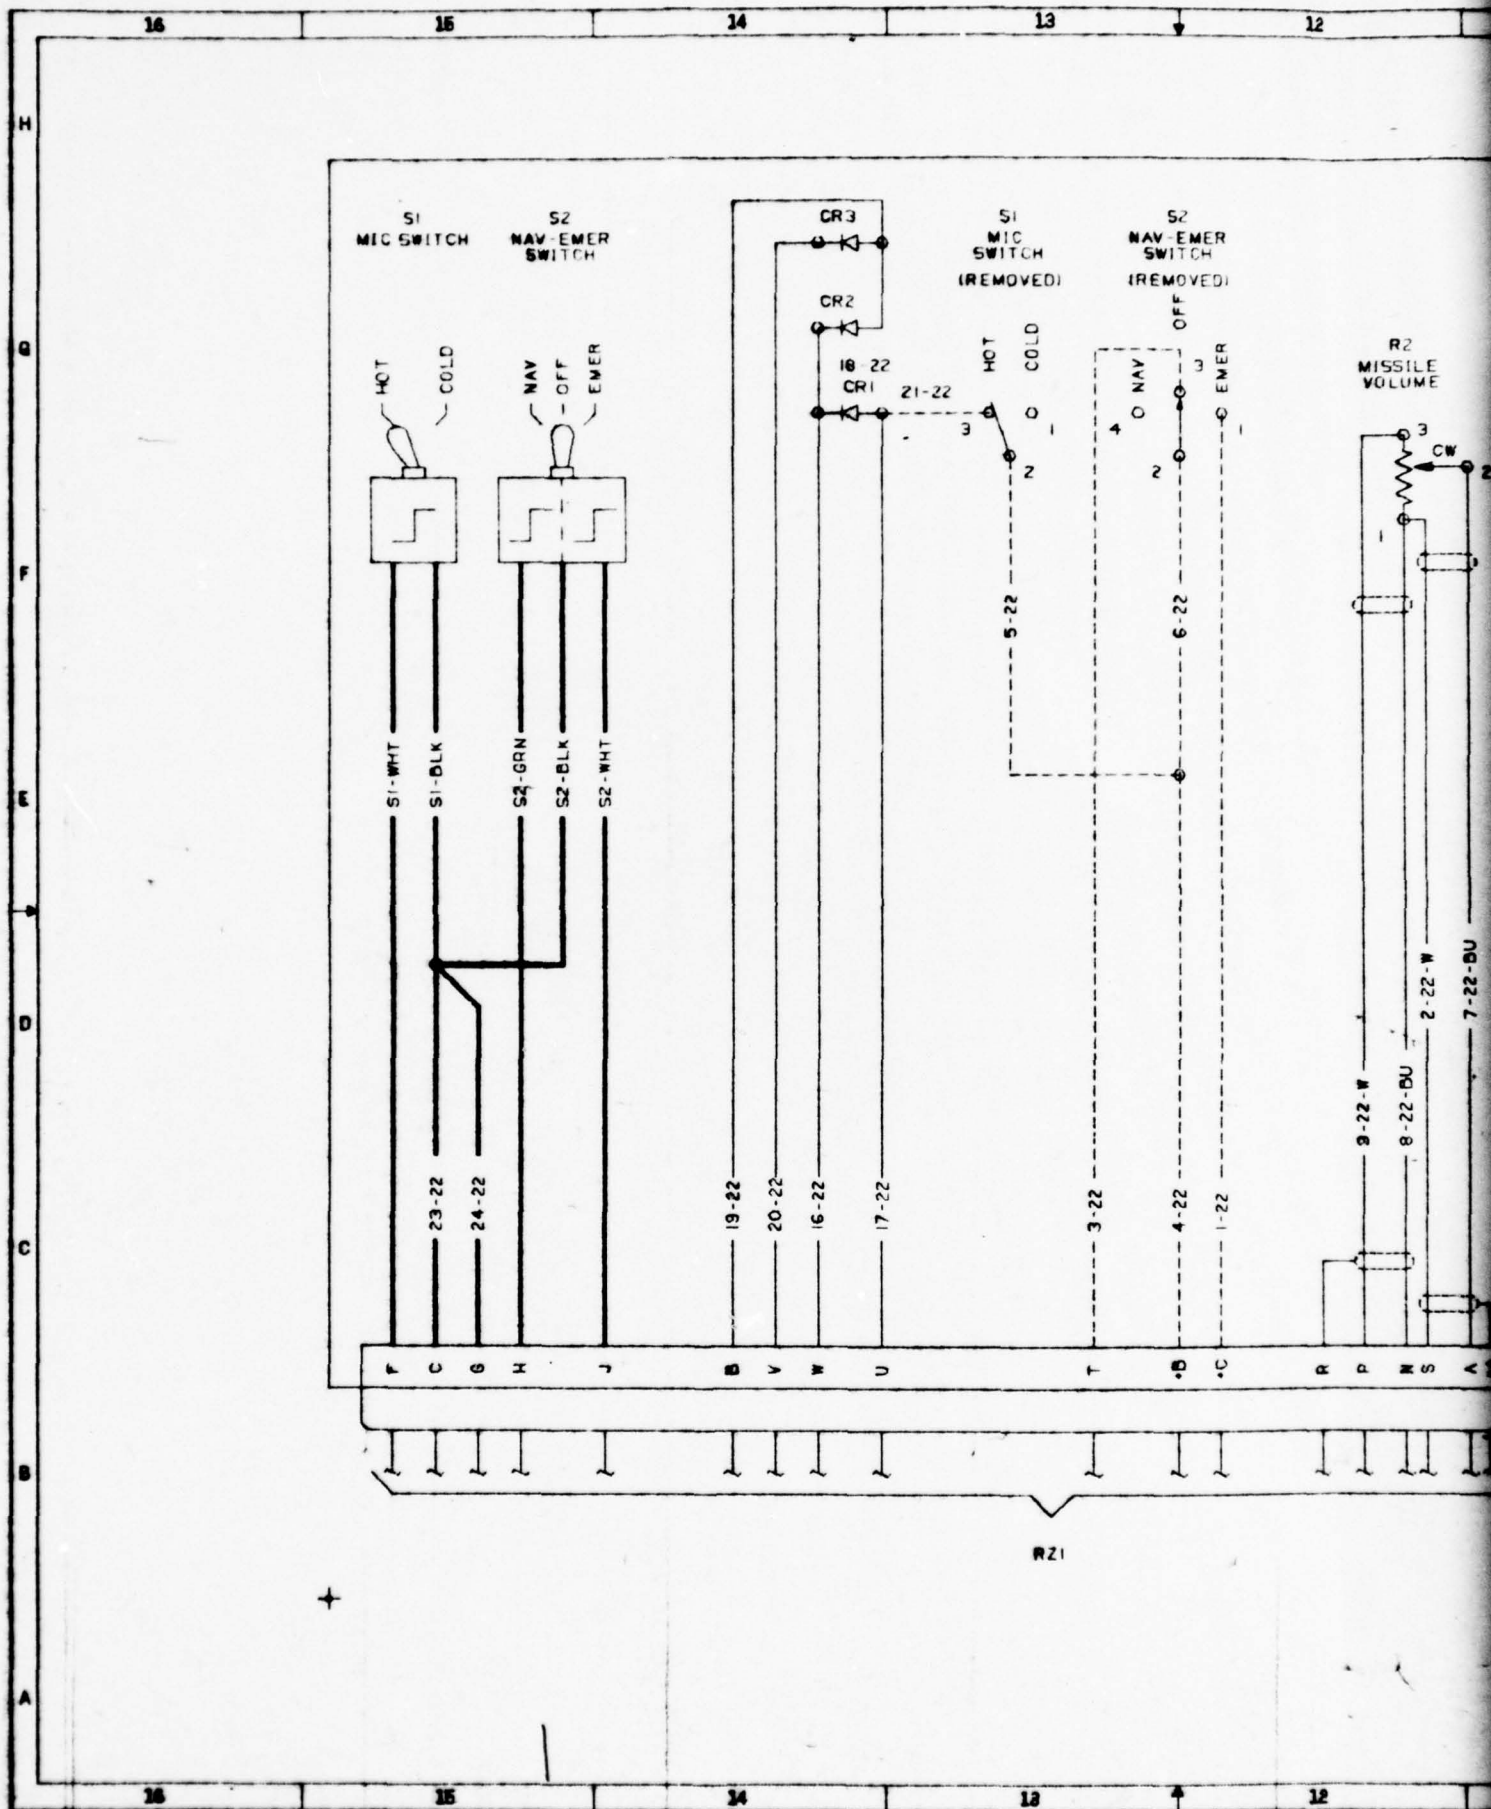 16 15 14 13 12
H
S1
MIC SWITCH
S2
NAV-EMER
SWITCH
CR3
S1
MIC
SWITCH
(REMOVED)
S2
NAV-EMER
SWITCH
(REMOVED)
CR2
G
HOT
COLD
NAV
OFF
EMER
18-22
CR1
21-22
HOT
COLD
3
1
2
OFF
3
NAV
4
EMER
1
2
R2
MISSILE
VOLUME
3
CW
2
1
F
5-22
6-22
E
S1-WHT
S1-BLK
S2-GRN
S2-BLK
S2-WHT
D
2-22-W
7-22-BU
9-22-W
8-22-BU
C
23-22
24-22
19-22
20-22
16-22
17-22
3-22
4-22
1-22
F C G H J B V W U T •B •C R P N S A
B
RZ1
A
16 15 14 13 12